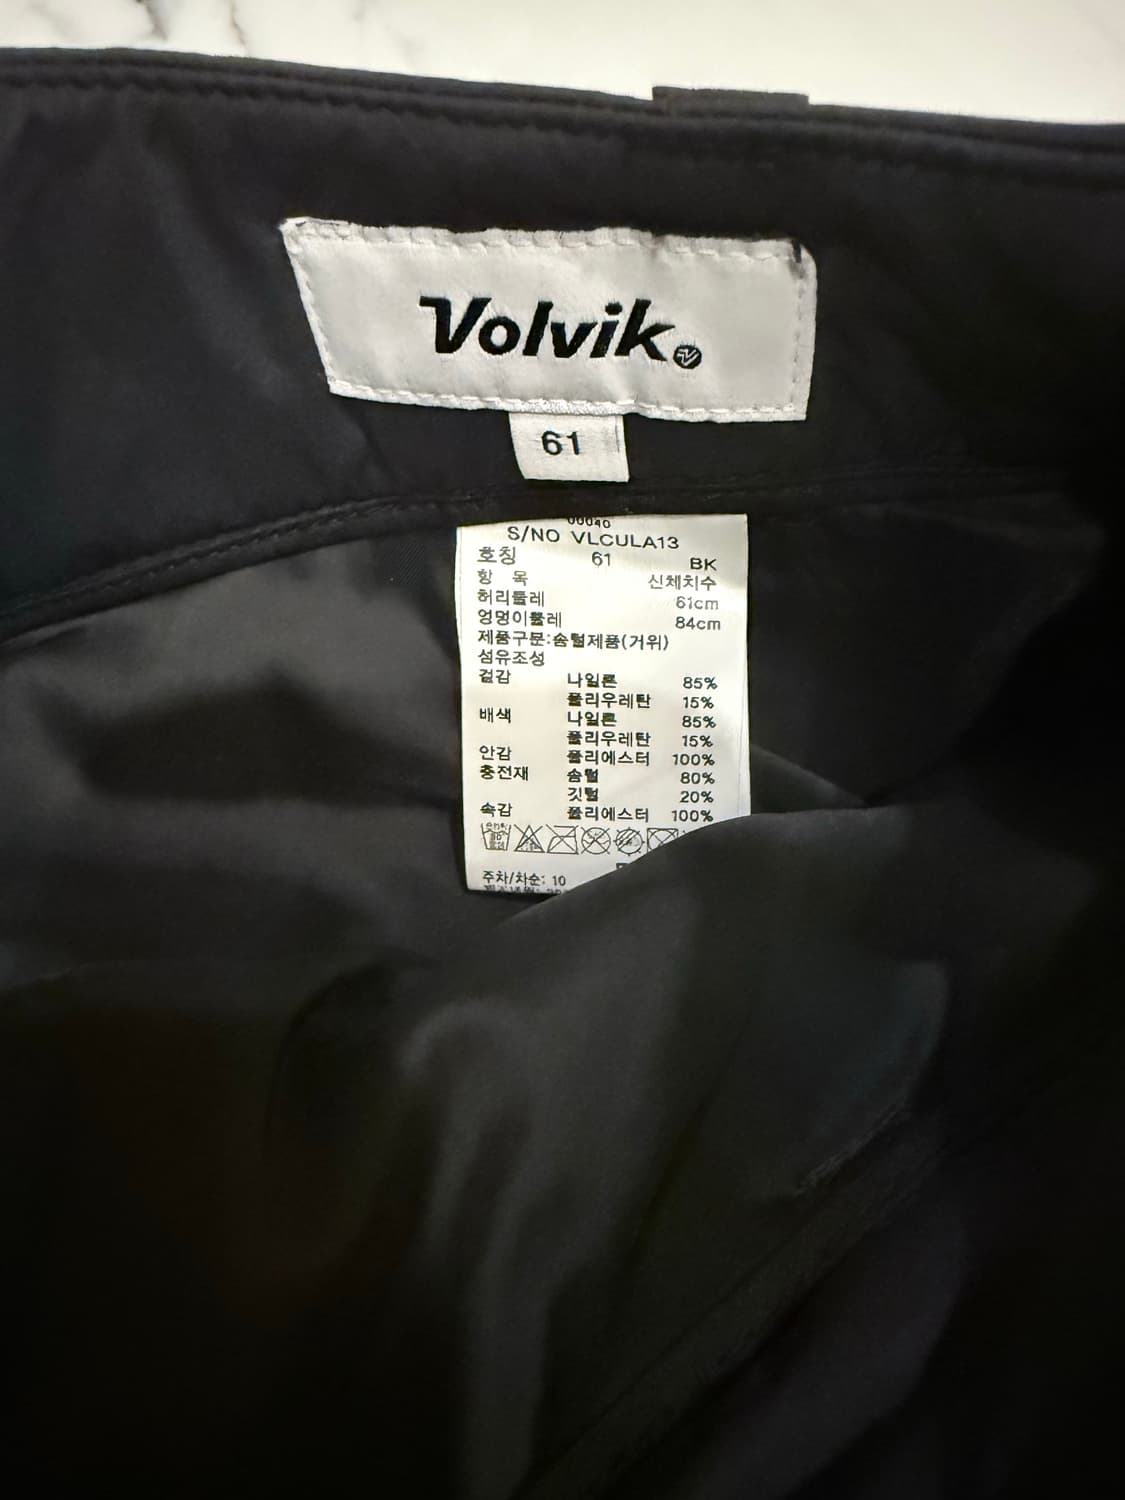 Volvik
61
00040
S/NO VLCULA13
호칭 61 BK
항 목 신체치수
허리둘레 61cm
엉덩이둘레 84cm
제품구분:솜털제품(거위)
섬유조성
겉감 나일론 85%
폴리우레탄 15%
배색 나일론 85%
폴리우레탄 15%
안감 폴리에스터 100%
충전재 솜털 80%
깃털 20%
속감 폴리에스터 100%
주차/차순: 10